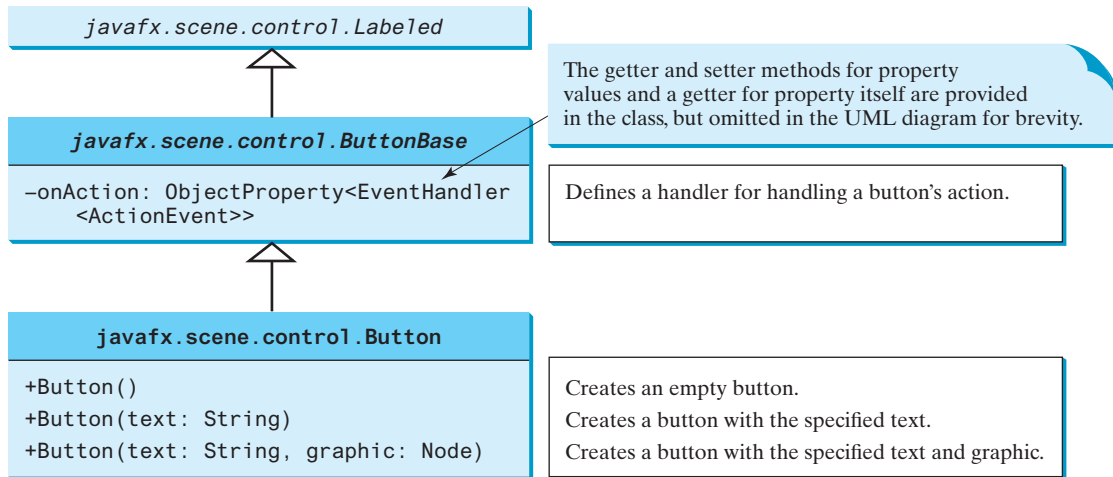 javafx.scene.control.Labeled
The getter and setter methods for property
values and a getter for property itself are provided
in the class, but omitted in the UML diagram for brevity.
javafx.scene.control.ButtonBase
–onAction: ObjectProperty<EventHandler
<ActionEvent>>
Defines a handler for handling a button's action.
javafx.scene.control.Button
+Button()
Creates an empty button.
+Button(text: String)
Creates a button with the specified text.
+Button(text: String, graphic: Node)
Creates a button with the specified text and graphic.